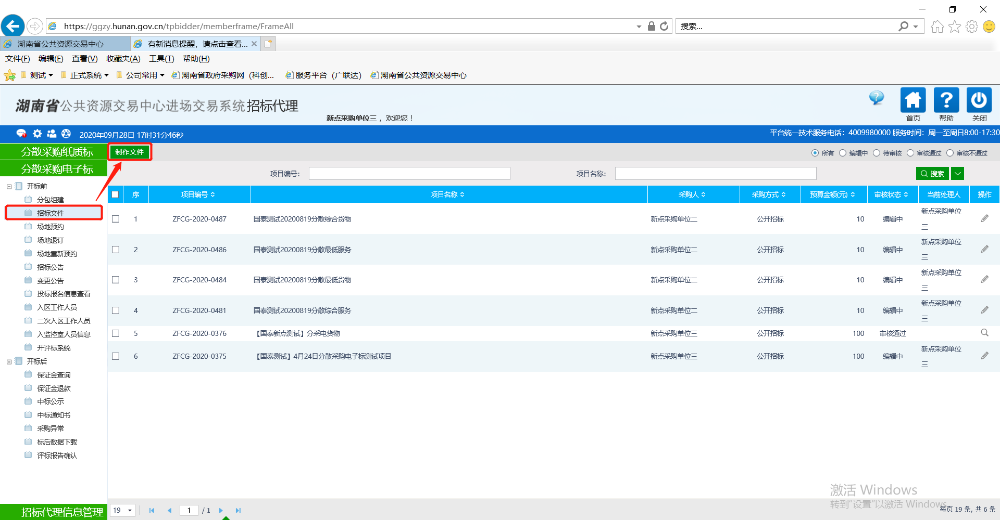 https://ggzy.hunan.gov.cn/tpbidder/memberframe/FrameAll
搜索...
湖南省公共资源交易中心
有新消息提醒，请点击查看...
文件(F) 编辑(E) 查看(V) 收藏夹(A) 工具(T) 帮助(H)
测试 正式系统 公司常用 湖南省政府采购网（科创... 服务平台（广联达） 湖南省公共资源交易中心
湖南省公共资源交易中心进场交易系统招标代理
新点采购单位三，欢迎您！
首页 帮助 关闭
2020年09月28日 17时31分46秒
平台统一技术服务电话：4009980000 服务时间：周一至周日8:00-17:30
分散采购纸质标
分散采购电子标
制作文件
所有 编辑中 待审核 审核通过 审核不通过
项目编号： 项目名称： 搜索
序 项目编号 项目名称 采购人 采购方式 预算金额(元) 审核状态 当前处理人 操作
1 ZFCG-2020-0487 国泰测试20200819分散综合货物 新点采购单位二 公开招标 10 编辑中 新点采购单位三
2 ZFCG-2020-0486 国泰测试20200819分散最低服务 新点采购单位二 公开招标 10 编辑中 新点采购单位三
3 ZFCG-2020-0484 国泰测试20200819分散最低货物 新点采购单位二 公开招标 10 编辑中 新点采购单位三
4 ZFCG-2020-0481 国泰测试20200819分散综合服务 新点采购单位二 公开招标 10 编辑中 新点采购单位三
5 ZFCG-2020-0376 【国泰新点测试】分采电货物 新点采购单位三 公开招标 100 审核通过
6 ZFCG-2020-0375 【国泰测试】4月24日分散采购电子标测试项目 新点采购单位三 公开招标 100 编辑中 新点采购单位三
开标前
分包组建
招标文件
场地预约
场地退订
场地重新预约
招标公告
变更公告
投标报名信息查看
入区工作人员
二次入区工作人员
入监控室人员信息
开评标系统
开标后
保证金查询
保证金退款
中标公示
中标通知书
采购异常
标后数据下载
评标报告确认
招标代理信息管理
19 1 / 1
激活 Windows
转到“设置”以激活 Windows
每页 19 条, 共 6 条